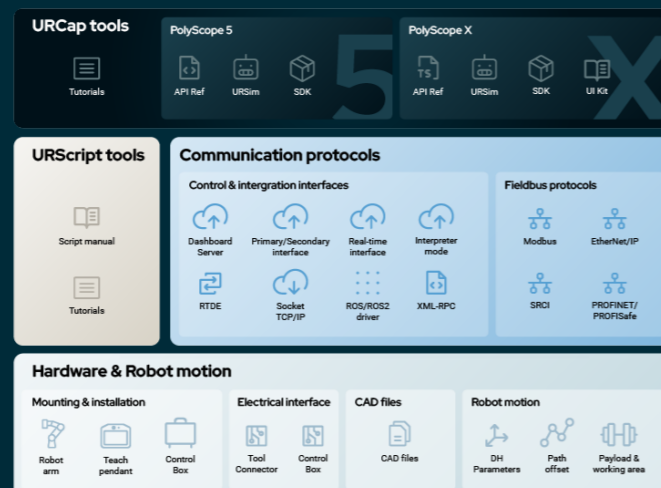 URCap tools
Tutorials
PolyScope 5
5
API Ref
URSim
SDK
PolyScope X
X
TS
API Ref
URSim
SDK
UI Kit
URScript tools
Script manual
Tutorials
Communication protocols
Control & intergration interfaces
Dashboard
Server
Primary/Secondary
interface
Real-time
interface
Interpreter
mode
RTDE
Socket
TCP/IP
ROS/ROS2
driver
XML-RPC
Fieldbus protocols
Modbus
EtherNet/IP
SRCI
PROFINET/
PROFISafe
Hardware & Robot motion
Mounting & installation
Robot
arm
Teach
pendant
Control
Box
Electrical interface
Tool
Connector
Control
Box
CAD files
CAD files
Robot motion
DH
Parameters
Path
offset
Payload &
working area